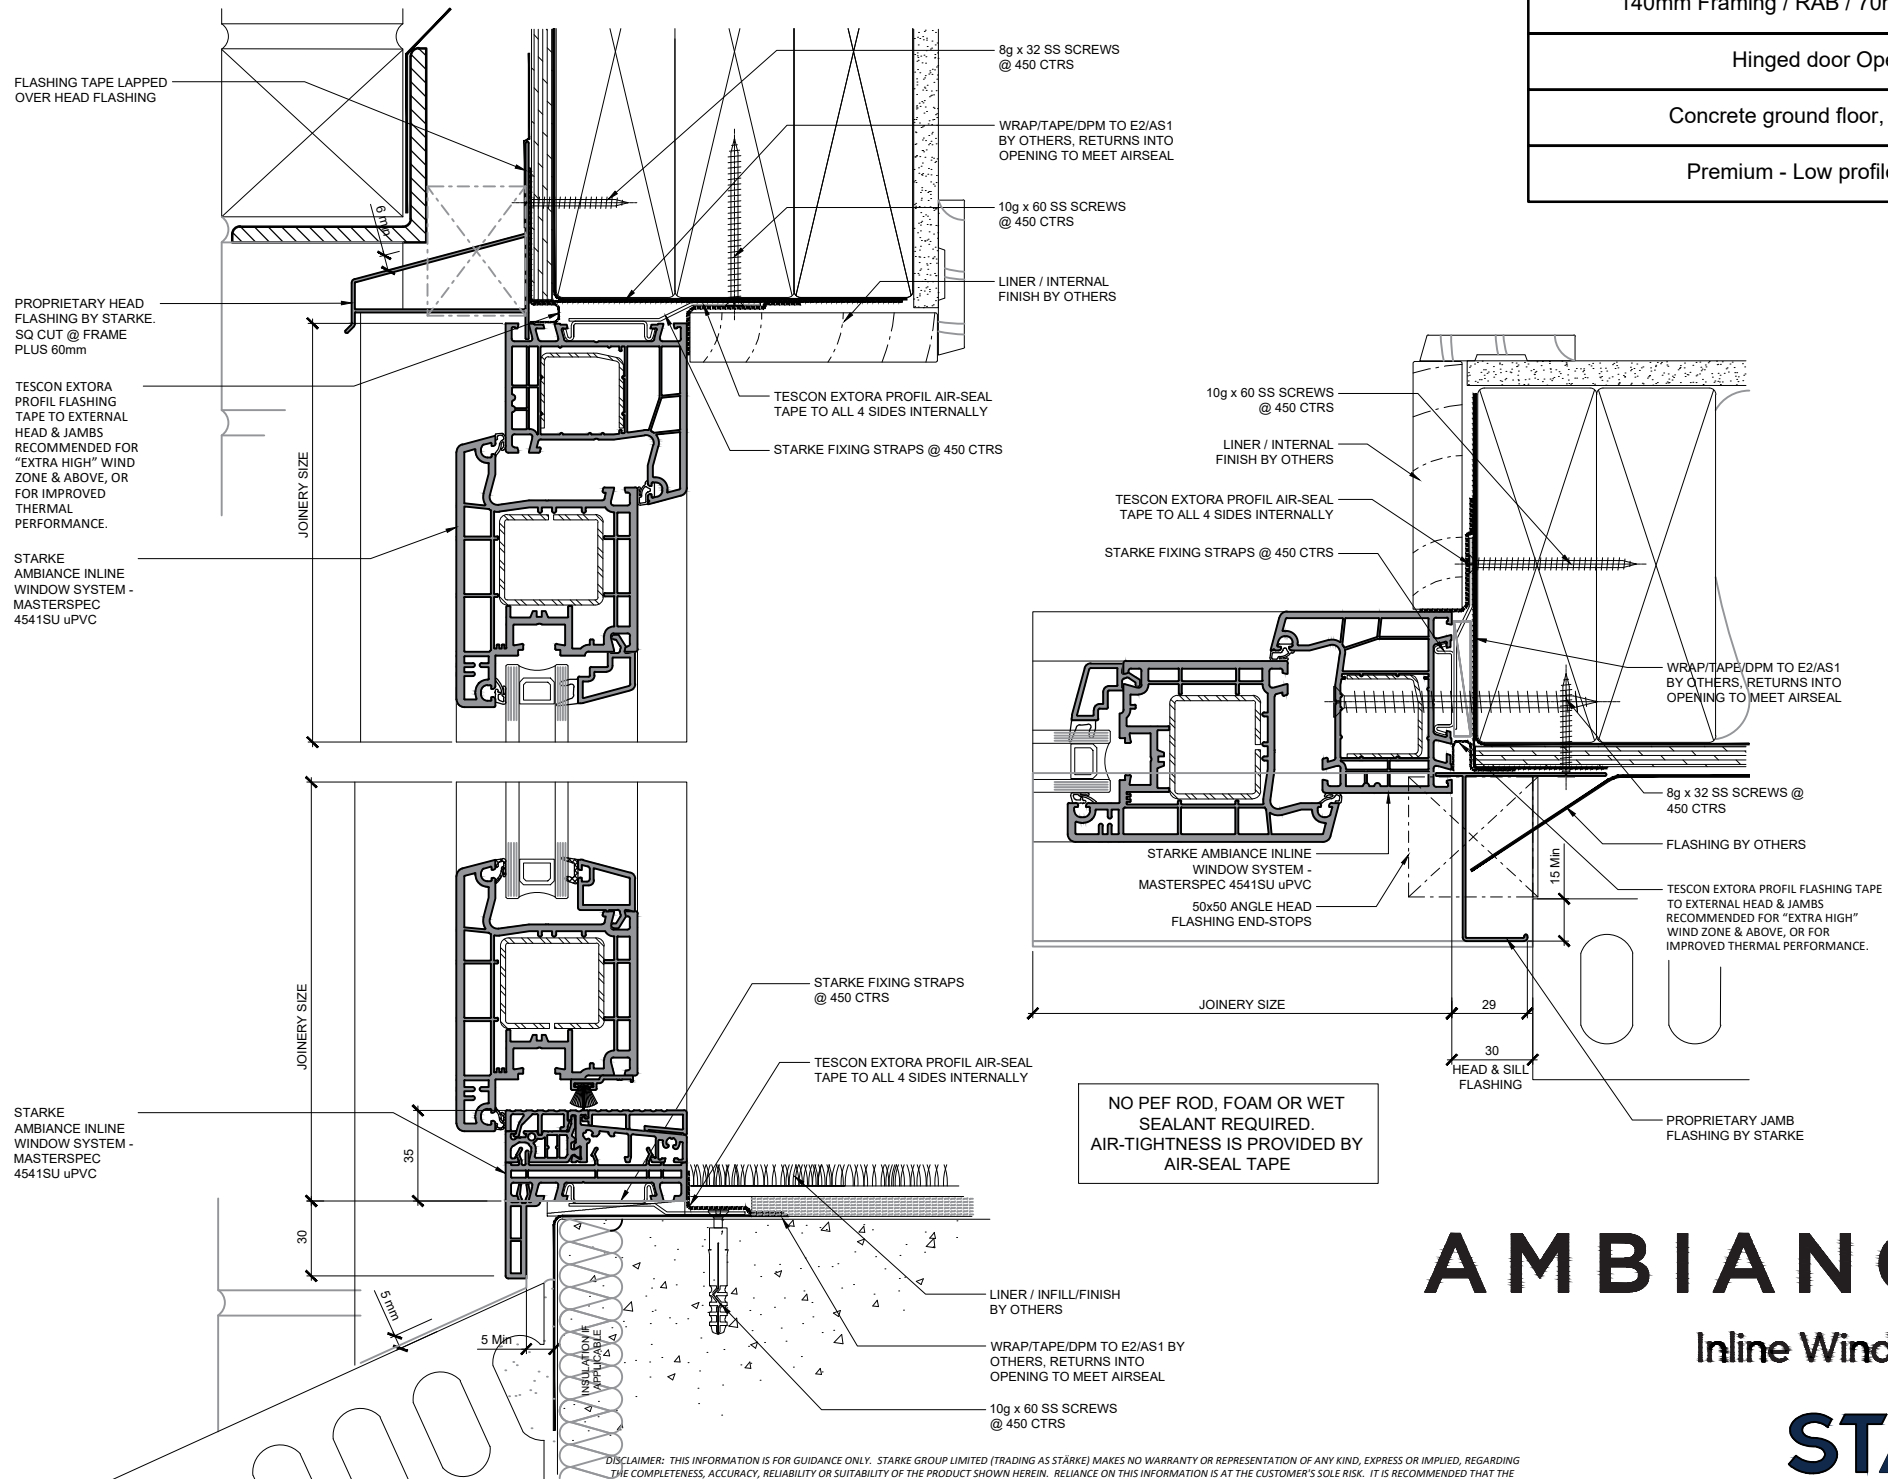 140mm Framing / RAB /
Hinged door
Concrete ground floor,
Premium - Low
FLASHING TAPE LAPPED
OVER HEAD FLASHING
8g x 32 SS SCREWS
@ 450 CTRS
WRAP/TAPE/DPM TO E2/AS1
BY OTHERS, RETURNS INTO
OPENING TO MEET AIRSEAL
10g x 60 SS SCREWS
@ 450 CTRS
6 mm
LINER / INTERNAL
FINISH BY OTHERS
PROPRIETARY HEAD
FLASHING BY STARKE.
SQ CUT @ FRAME
PLUS 60mm
TESCON EXTORA
PROFIL FLASHING
TAPE TO EXTERNAL
HEAD & JAMBS
RECOMMENDED FOR
“EXTRA HIGH” WIND
ZONE & ABOVE, OR
FOR IMPROVED
THERMAL
PERFORMANCE.
TESCON EXTORA PROFIL AIR-SEAL
TAPE TO ALL 4 SIDES INTERNALLY
STARKE FIXING STRAPS @ 450 CTRS
JOINERY SIZE
STARKE
AMBIANCE INLINE
WINDOW SYSTEM -
MASTERSPEC
4541SU uPVC
10g x 60 SS SCREWS
@ 450 CTRS
LINER / INTERNAL
FINISH BY OTHERS
TESCON EXTORA PROFIL AIR-SEAL
TAPE TO ALL 4 SIDES INTERNALLY
STARKE FIXING STRAPS @ 450 CTRS
WRAP/TAPE/DPM TO E2/AS1
BY OTHERS, RETURNS INTO
OPENING TO MEET AIRSEAL
8g x 32 SS SCREWS @
450 CTRS
FLASHING BY OTHERS
STARKE AMBIANCE INLINE
WINDOW SYSTEM -
MASTERSPEC 4541SU uPVC
50x50 ANGLE HEAD
FLASHING END-STOPS
15 Min
TESCON EXTORA PROFIL FLASHING TAPE
TO EXTERNAL HEAD & JAMBS
RECOMMENDED FOR “EXTRA HIGH”
WIND ZONE & ABOVE, OR FOR
IMPROVED THERMAL PERFORMANCE.
JOINERY SIZE
29
30
HEAD & SILL
FLASHING
PROPRIETARY JAMB
FLASHING BY STARKE
JOINERY SIZE
STARKE FIXING STRAPS
@ 450 CTRS
TESCON EXTORA PROFIL AIR-SEAL
TAPE TO ALL 4 SIDES INTERNALLY
STARKE
AMBIANCE INLINE
WINDOW SYSTEM -
MASTERSPEC
4541SU uPVC
35
30
5 mm
5 Min
INSULATION IF
APPLICABLE
LINER / INFILL/FINISH
BY OTHERS
WRAP/TAPE/DPM TO E2/AS1 BY
OTHERS, RETURNS INTO
OPENING TO MEET AIRSEAL
10g x 60 SS SCREWS
@ 450 CTRS
NO PEF ROD, FOAM OR WET
SEALANT REQUIRED.
AIR-TIGHTNESS IS PROVIDED BY
AIR-SEAL TAPE
AMBIAN
Inline
STA
DISCLAIMER: THIS INFORMATION IS FOR GUIDANCE ONLY. STARKE GROUP LIMITED (TRADING AS STÄRKE) MAKES NO WARRANTY OR REPRESENTATION OF ANY KIND, EXPRESS OR IMPLIED, REGARDING
THE COMPLETENESS, ACCURACY, RELIABILITY OR SUITABILITY OF THE PRODUCT SHOWN HEREIN. RELIANCE ON THIS INFORMATION IS AT THE CUSTOMER'S SOLE RISK. IT IS RECOMMENDED THAT THE